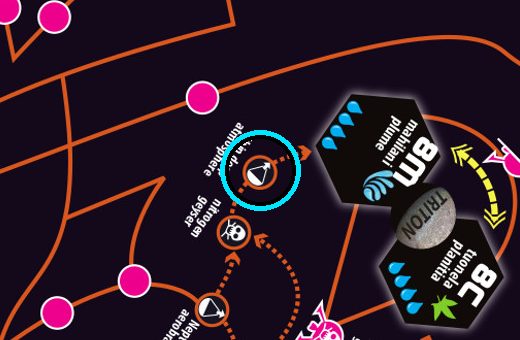 atmosphere
nitrogen
geyser
8M
mahilani
plume
TRITON
8C
tuonela
planitia